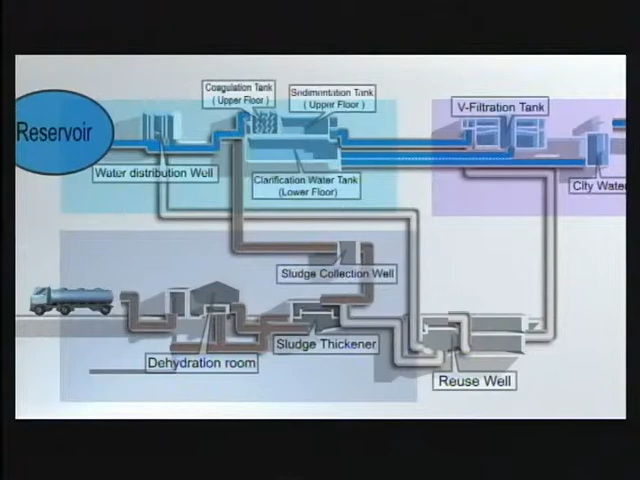 Coagulation Tank
( Upper Floor )
Sedimentation Tank
( Upper Floor )
V-Filtration Tank
Reservoir
Water distribution Well
Clarification Water Tank
(Lower Floor)
City Water
Sludge Collection Well
Sludge Thickener
Dehydration room
Reuse Well